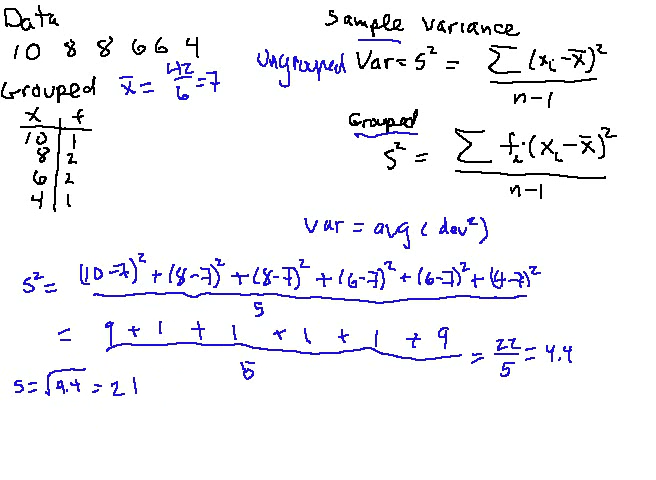 Data
10 8 8 6 6 4
Grouped x̄ = 42/6 = 7
x | f
10 | 1
8 | 2
6 | 2
4 | 1
Sample Variance
Ungrouped Var = s² = Σ(xᵢ-x̄)² / n-1
Grouped
s² = Σ fᵢ·(xᵢ-x̄)² / n-1
Var = avg (dev²)
s² = (10-7)² + (8-7)² + (8-7)² + (6-7)² + (6-7)² + (4-7)² / 5
= 9 + 1 + 1 + 1 + 1 + 9 / 5 = 22/5 = 4.4
s = √4.4 = 2 1